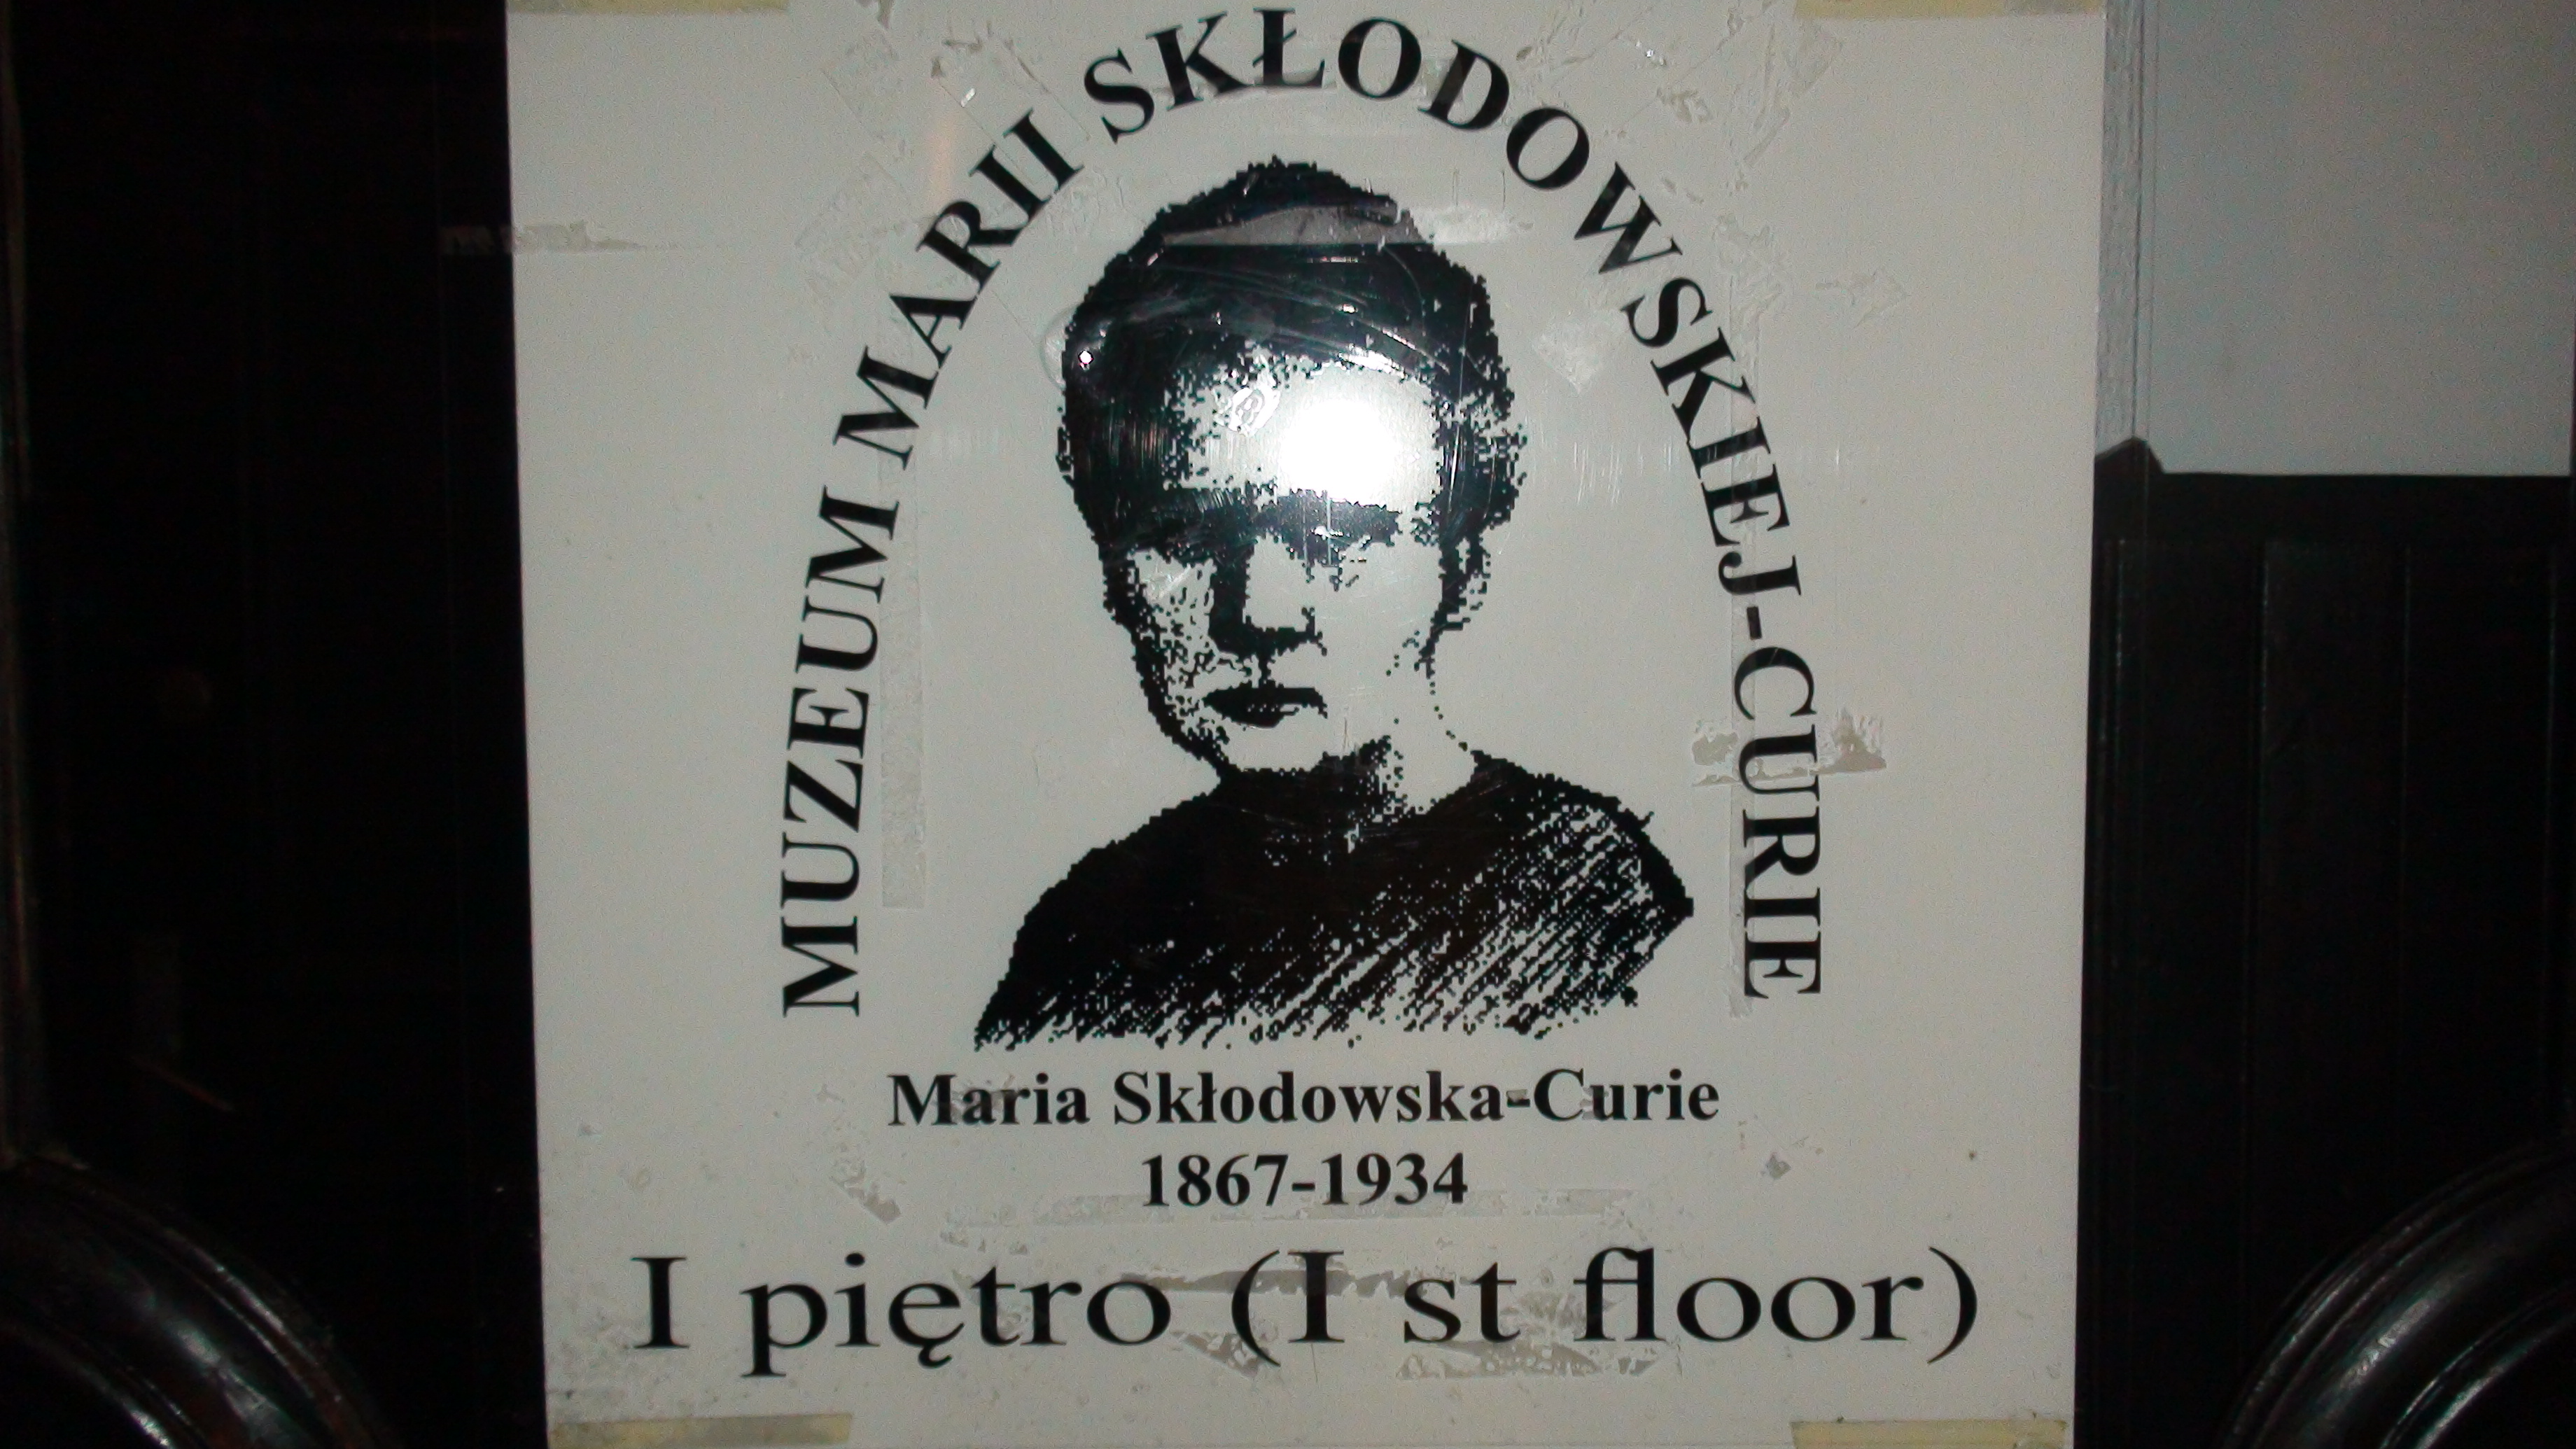 MUZEUM MARII SKŁODOWSKIEJ-CURIE
Maria Skłodowska-Curie
1867-1934
I piętro (I st floor)